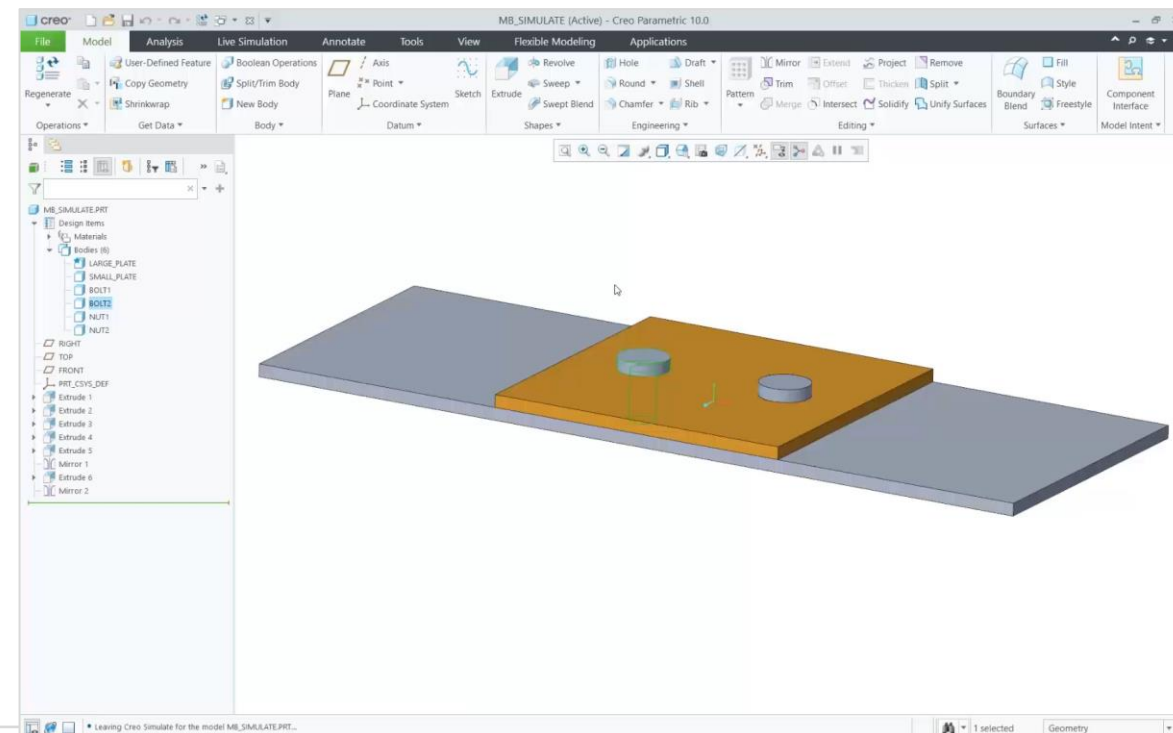 creo·
MB_SIMULATE (Active) - Creo Parametric 10.0
File Model Analysis Live Simulation Annotate Tools View Flexible Modeling Applications
Regenerate
User-Defined Feature
Copy Geometry
Shrinkwrap
Boolean Operations
Split/Trim Body
New Body
Plane
Axis
Point
Coordinate System
Sketch
Extrude
Revolve
Sweep
Swept Blend
Hole
Draft
Round
Shell
Chamfer
Rib
Pattern
Mirror
Extend
Project
Remove
Trim
Offset
Thicken
Split
Merge
Intersect
Solidify
Unify Surfaces
Boundary Blend
Fill
Style
Freestyle
Component Interface
Operations Get Data Body Datum Shapes Engineering Editing Surfaces Model Intent
MB_SIMULATE.PRT
Design Items
Materials
Bodies (6)
LARGE_PLATE
SMALL_PLATE
BOLT1
BOLT2
NUT1
NUT2
RIGHT
TOP
FRONT
PRT_CSYS_DEF
Extrude 1
Extrude 2
Extrude 3
Extrude 4
Extrude 5
Mirror 1
Extrude 6
Mirror 2
• Leaving Creo Simulate for the model MB_SIMULATE.PRT...
1 selected
Geometry